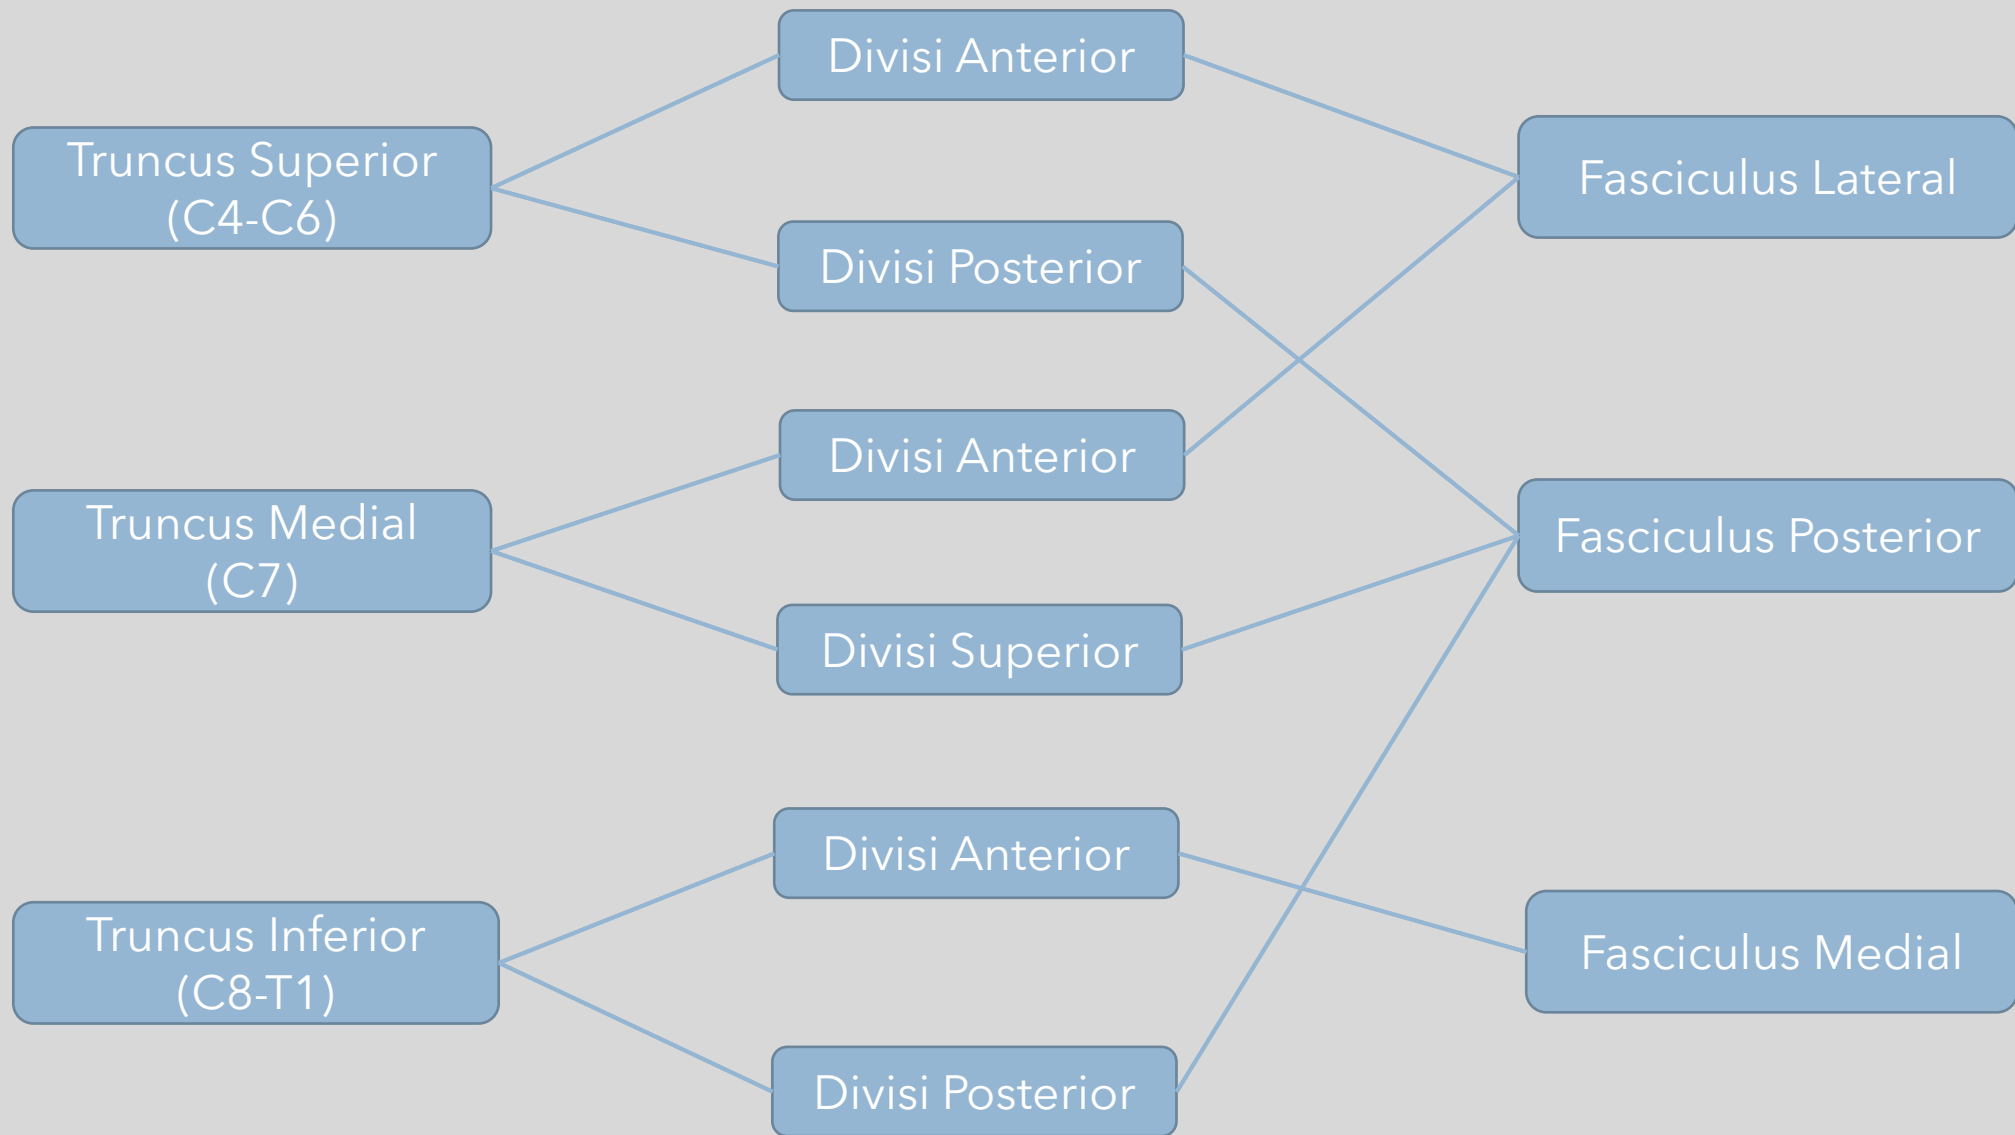 Divisi Anterior
Truncus Superior
(C4-C6)
Fasciculus Lateral
Divisi Posterior
Divisi Anterior
Truncus Medial
(C7)
Fasciculus Posterior
Divisi Superior
Divisi Anterior
Truncus Inferior
(C8-T1)
Fasciculus Medial
Divisi Posterior